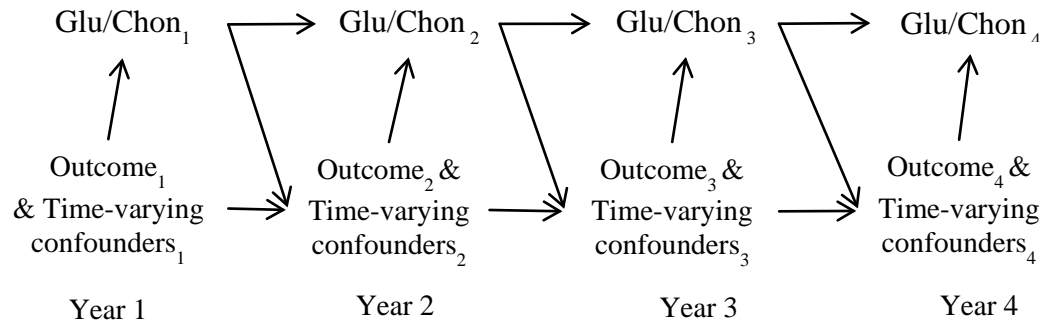 Glu/Chon1 Glu/Chon2 Glu/Chon3 Glu/Chon4
Outcome1
& Time-varying
confounders1
Outcome2 &
Time-varying
confounders2
Outcome3 &
Time-varying
confounders3
Outcome4 &
Time-varying
confounders4
Year 1 Year 2 Year 3 Year 4